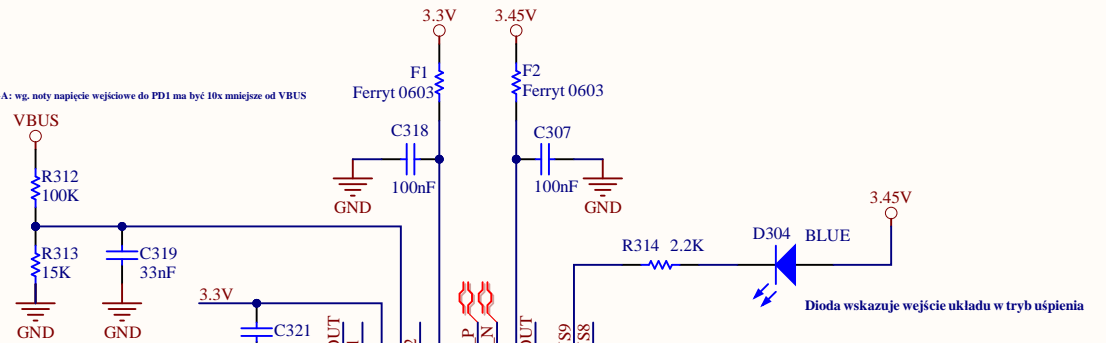 3.3V
3.45V
F1
Ferryt 0603
F2
Ferryt 0603
A: wg. noty napięcie wejściowe do PD1 ma być 10x mniejsze od VBUS
VBUS
C318
100nF
GND
C307
100nF
GND
R312
100K
R313
15K
GND
C319
33nF
GND
3.3V
C321
3.45V
R314 2.2K
D304 BLUE
Dioda wskazuje wejście układu w tryb uśpienia
P
N
S9
S8